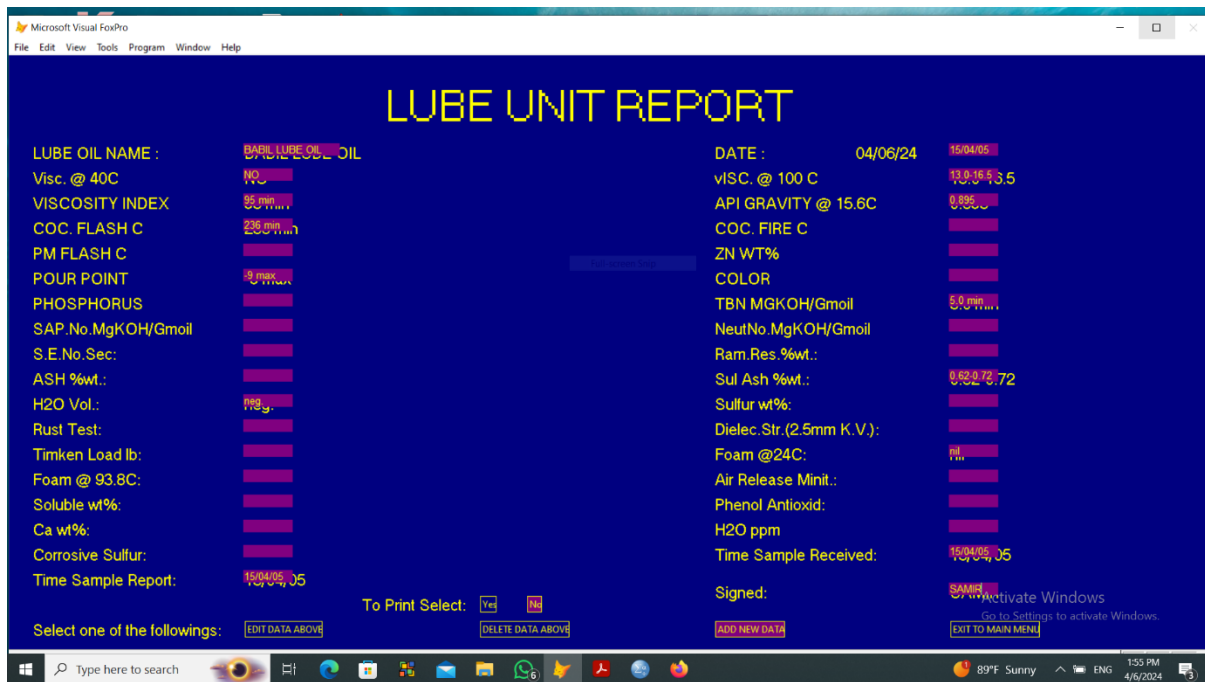 Microsoft Visual FoxPro
File Edit View Tools Program Window Help
LUBE UNIT REPORT
LUBE OIL NAME : BABIL LUBE OIL DATE : 04/06/24 15/04/05
Visc. @ 40C NO vISC. @ 100 C 13.0-16.5
VISCOSITY INDEX 95 min API GRAVITY @ 15.6C 0.895
COC. FLASH C 236 min COC. FIRE C
PM FLASH C ZN WT%
POUR POINT -9 max COLOR
PHOSPHORUS TBN MGKOH/Gmoil 5.0 min
SAP.No.MgKOH/Gmoil NeutNo.MgKOH/Gmoil
S.E.No.Sec: Ram.Res.%wt.:
ASH %wt.: Sul Ash %wt.: 0.62-0.72
H2O Vol.: neg. Sulfur wt%:
Rust Test: Dielec.Str.(2.5mm K.V.):
Timken Load lb: Foam @24C: nil
Foam @ 93.8C: Air Release Minit.:
Soluble wt%: Phenol Antioxid:
Ca wt%: H2O ppm
Corrosive Sulfur: Time Sample Received: 15/04/05
Time Sample Report: 15/04/05 Signed: SAMIR
To Print Select: Yes No
Activate Windows
Go to Settings to activate Windows.
Select one of the followings: EDIT DATA ABOVE DELETE DATA ABOVE ADD NEW DATA EXIT TO MAIN MENU
Type here to search 6 89°F Sunny ENG 1:55 PM
4/6/2024